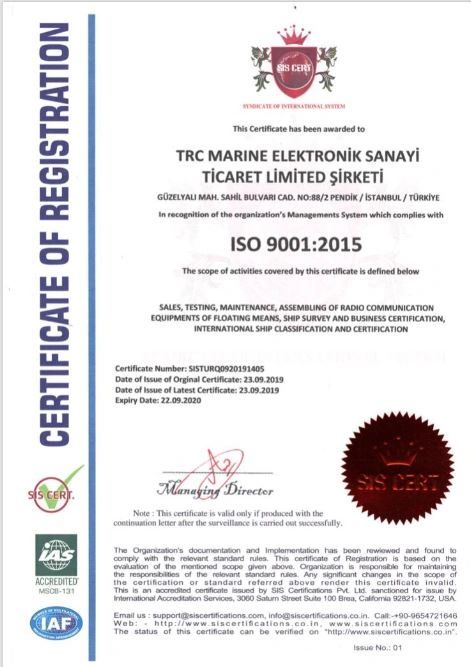 CERTIFICATE OF REGISTRATION
SIS CERT
SYNDICATE OF INTERNATIONAL SYSTEM
This Certificate has been awarded to
TRC MARINE ELEKTRONİK SANAYİ
TİCARET LİMİTED ŞİRKETİ
GÜZELYALI MAH. SAHİL BULVARI CAD. NO:88/2 PENDİK / İSTANBUL / TÜRKİYE
In recognition of the organization's Managements System which complies with
ISO 9001:2015
The scope of activities covered by this certificate is defined below
SALES, TESTING, MAINTENANCE, ASSEMBLING OF RADIO COMMUNICATION
EQUIPMENTS OF FLOATING MEANS, SHIP SURVEY AND BUSINESS CERTIFICATION,
INTERNATIONAL SHIP CLASSIFICATION AND CERTIFICATION
Certificate Number: SISTURQ0920191405
Date of Issue of Orginal Certificate: 23.09.2019
Date of Issue of Latest Certificate: 23.09.2019
Expiry Date: 22.09.2020
SIS CERT
Managing Director
SIS CERT.
Note : This certificate is valid only if produced with the
continuation letter after the surveillance is carried out successfully.
IAS
ACCREDITED
MSCB-131
IAF
The Organization's documentation and Implementation has been rewiewed and found to
comply with the relevant standard rules. This certificate of Registration is based on the
evaluation of the mentioned scope given above. Organization is responsible for maintaining
the responsibilities of the relevant standard rules. Any significant changes in the scope of
the certification or standard referred above render this certificate invalid.
This is an accredited certificate issued by SIS Certifications Pvt. Ltd. sanctioned for issue by
International Accreditation Services, 3060 Saturn Street 100 Brea, California 92821-1732, USA.
Email us : support@siscertifications.com, info@siscertifications.co.in. Call:-+90-9654721646
Web: - http://www.siscertifications.co.in, www.siscertifications.com
The status of this certificate can be verified on "http://www.siscertifications.co.in".
Issue No.: 01